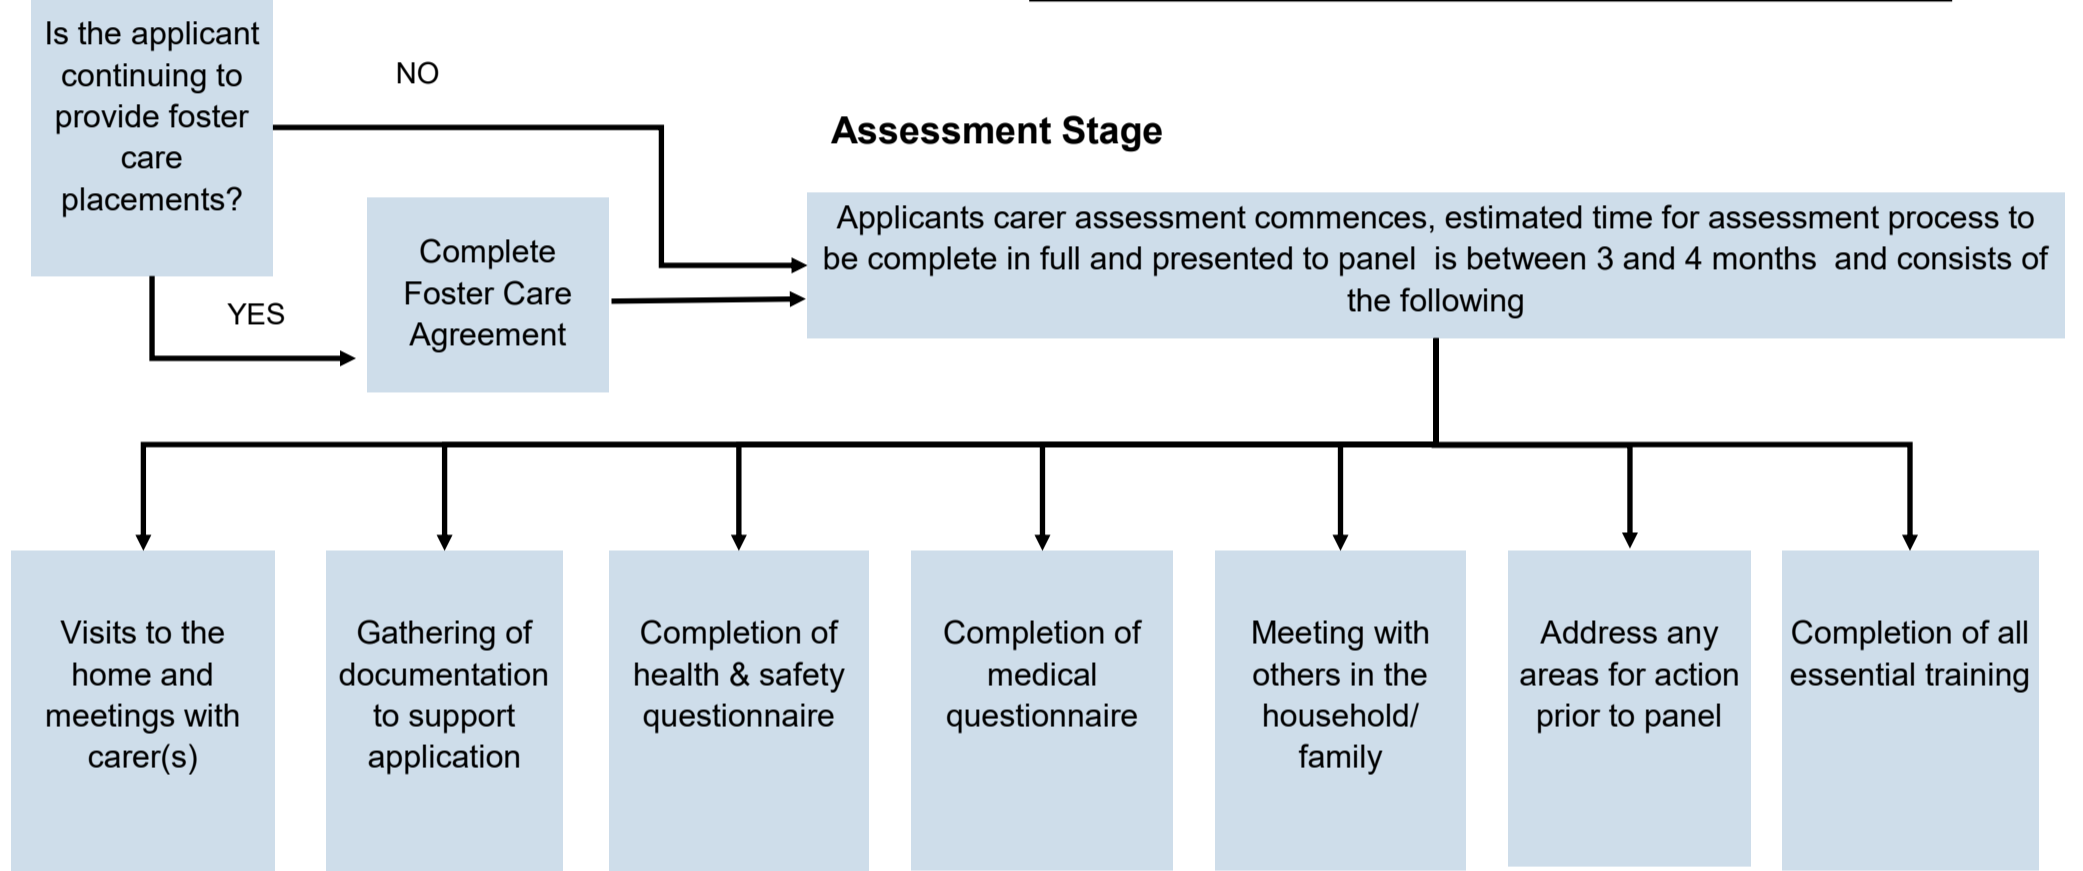 Is the applicant
continuing to
provide foster
care
placements?
NO
YES
Complete
Foster Care
Agreement
Assessment Stage
Applicants carer assessment commences, estimated time for assessment process to
be complete in full and presented to panel  is between 3 and 4 months  and consists of
the following
Visits to the
home and
meetings with
carer(s)
Gathering of
documentation
to support
application
Completion of
health & safety
questionnaire
Completion of
medical
questionnaire
Meeting with
others in the
household/
family
Address any
areas for action
prior to panel
Completion of all
essential training